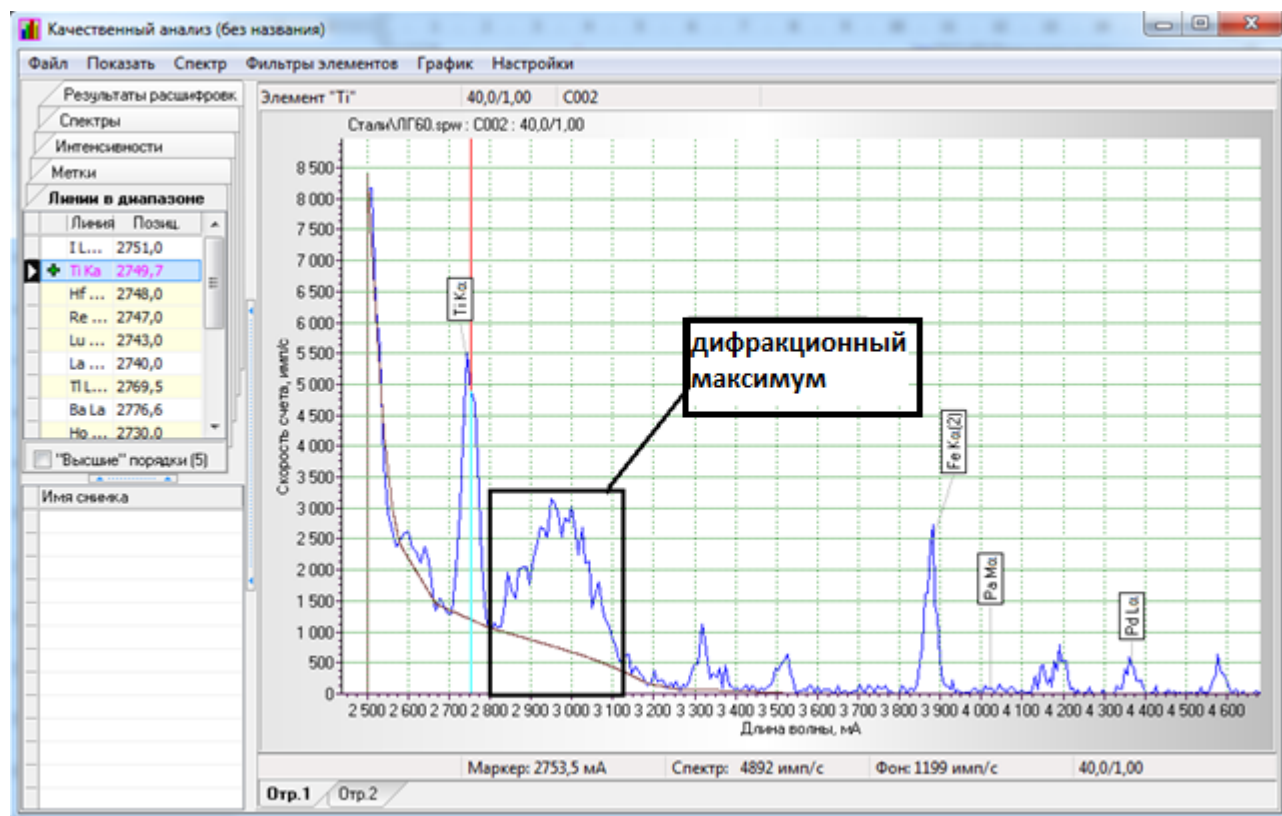 Качественный анализ (без названия)
Файл Показать Спектр Фильтры элементов График Настройки
Результаты расшифровк
Спектры
Интенсивности
Метки
Линии в диапазоне
Линия Позиц.
I L... 2751,0
Ti Ka 2749,7
Hf ... 2748,0
Re ... 2747,0
Lu ... 2743,0
La ... 2740,0
Tl L... 2769,5
Ba La 2776,6
Ho ... 2730,0
"Высшие" порядки (5)
Имя снимка
Элемент "Ti" 40,0/1,00 C002
Стали\ЛГ60.spw : C002 : 40,0/1,00
Скорость счета, имп/с
8 500
8 000
7 500
7 000
6 500
6 000
5 500
5 000
4 500
4 000
3 500
3 000
2 500
2 000
1 500
1 000
500
0
Ti Kα
дифракционный
максимум
Fe Kα(2)
Pa Mα
Pd Lα
2 500 2 600 2 700 2 800 2 900 3 000 3 100 3 200 3 300 3 400 3 500 3 600 3 700 3 800 3 900 4 000 4 100 4 200 4 300 4 400 4 500 4 600
Длина волны, мА
Маркер: 2753,5 мА Спектр: 4892 имп/с Фон: 1199 имп/с 40,0/1,00
Отр.1 Отр.2